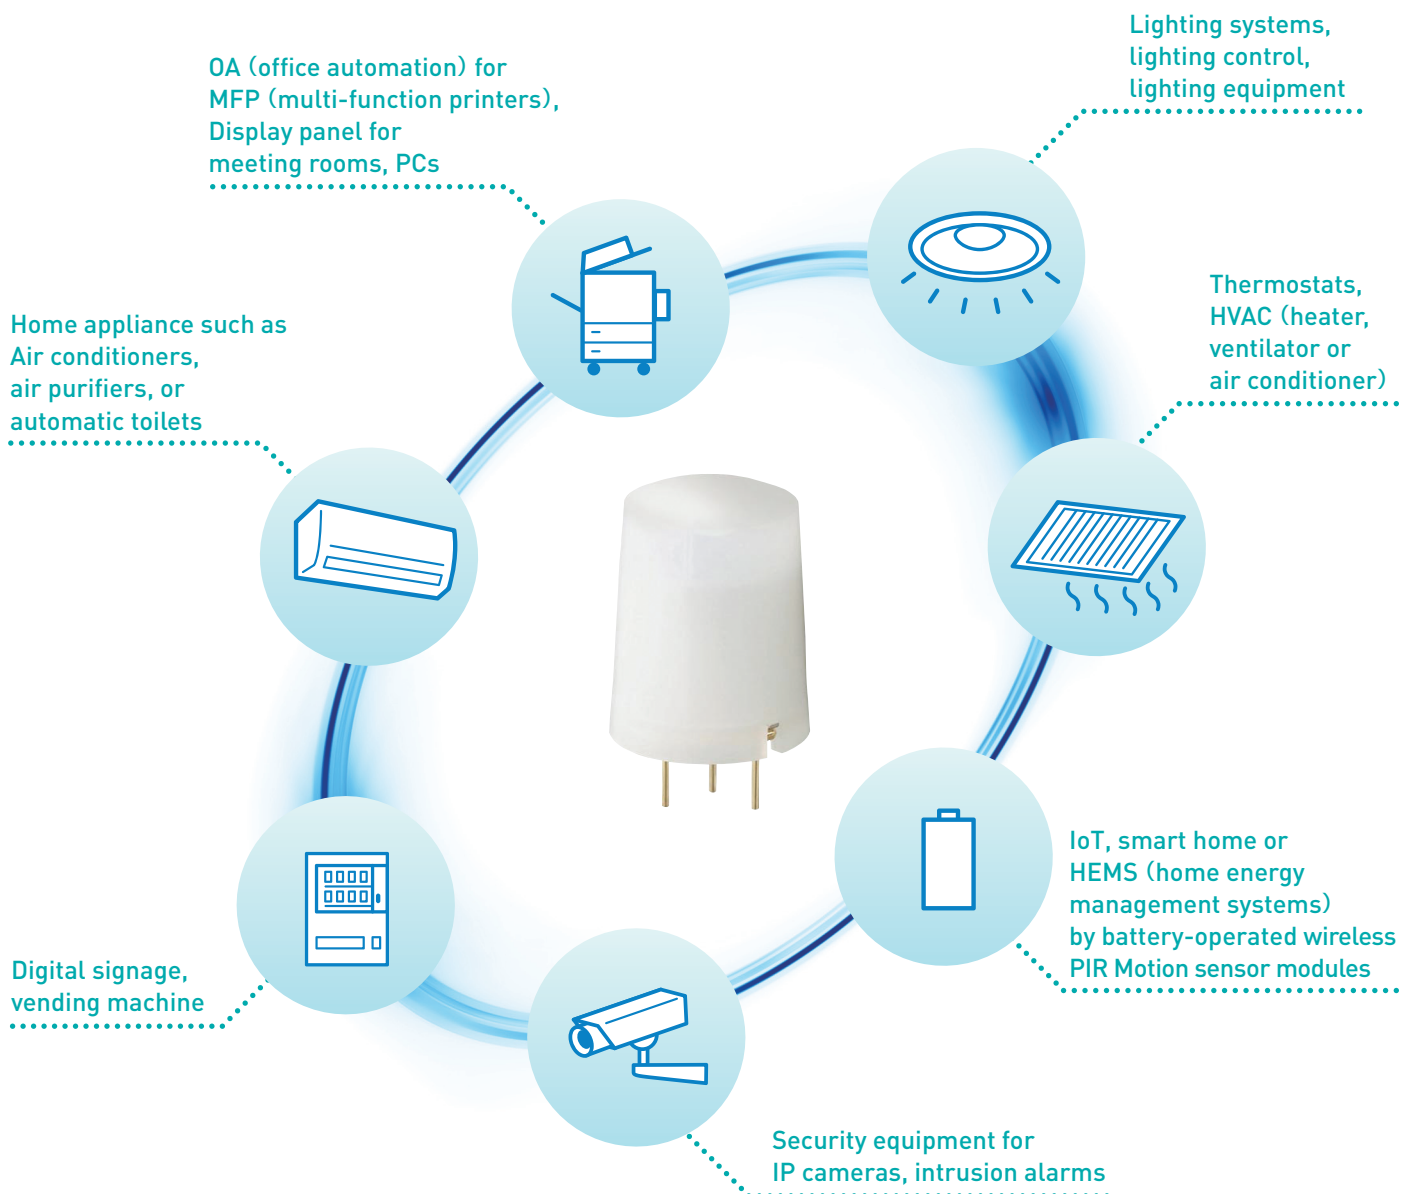 Lighting systems,
lighting control,
lighting equipment
OA (office automation) for
MFP (multi-function printers),
Display panel for
meeting rooms, PCs
Thermostats,
HVAC (heater,
ventilator or
air conditioner)
Home appliance such as
Air conditioners,
air purifiers, or
automatic toilets
IoT, smart home or
HEMS (home energy
management systems)
by battery-operated wireless
PIR Motion sensor modules
Digital signage,
vending machine
Security equipment for
IP cameras, intrusion alarms